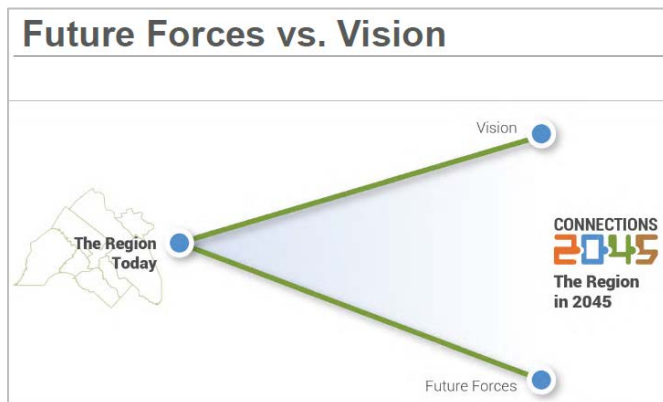 Future Forces vs. Vision
Vision
The Region
Today
CONNECTIONS
2045
The Region
in 2045
Future Forces